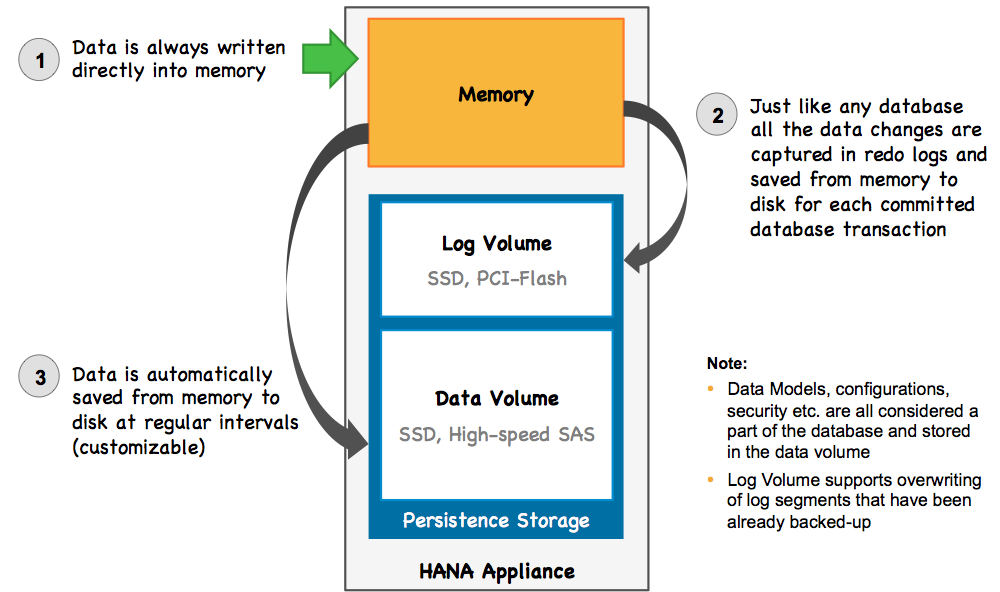 1
Data is always written
directly into memory
Memory
2
Just like any database
all the data changes are
captured in redo logs and
saved from memory to
disk for each committed
database transaction
Log Volume
SSD, PCI-Flash
3
Data is automatically
saved from memory to
disk at regular intervals
(customizable)
Data Volume
SSD, High-speed SAS
Persistence Storage
HANA Appliance
Note:
• Data Models, configurations,
security etc. are all considered a
part of the database and stored
in the data volume
• Log Volume supports overwriting
of log segments that have been
already backed-up